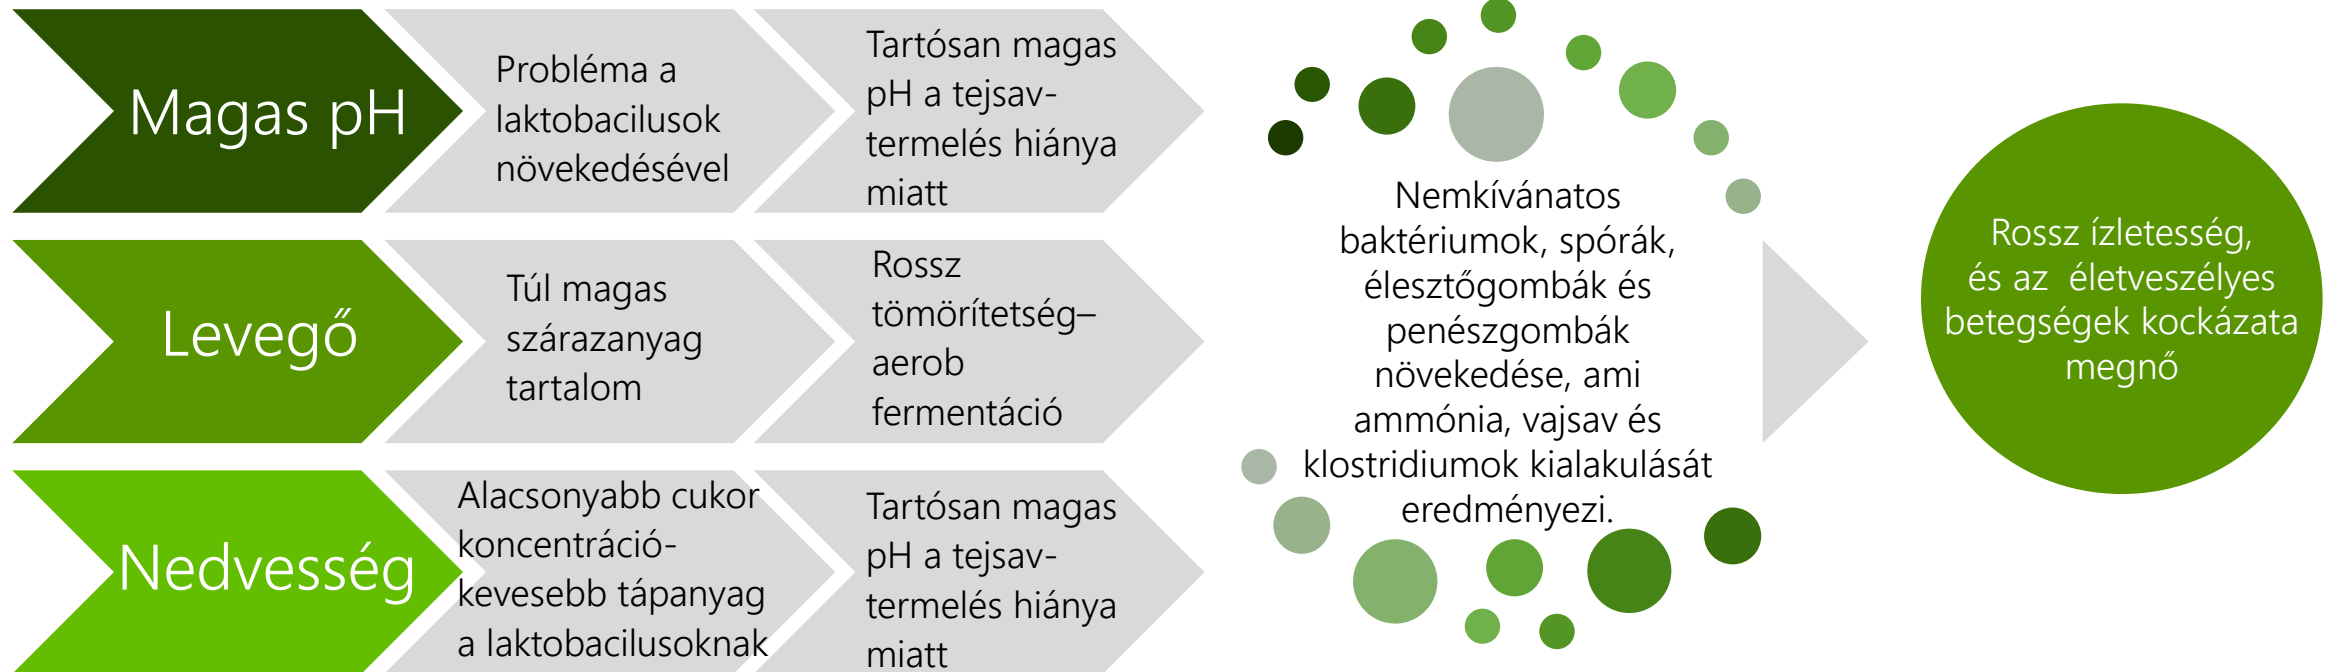 Magas pH
Probléma a
laktobacilusok
növekedésével
Tartósan magas
pH a tejsav-
termelés hiánya
miatt
Levegő
Túl magas
szárazanyag
tartalom
Rossz
tömörítetség–
aerob
fermentáció
Nedvesség
Alacsonyabb cukor
koncentráció-
kevesebb tápanyag
a laktobacilusoknak
Tartósan magas
pH a tejsav-
termelés hiánya
miatt
Nemkívánatos
baktériumok, spórák,
élesztőgombák és
penészgombák
növekedése, ami
ammónia, vajsav és
klostridiumok kialakulását
eredményezi.
Rossz ízletesség,
és az  életveszélyes
betegségek kockázata
megnő